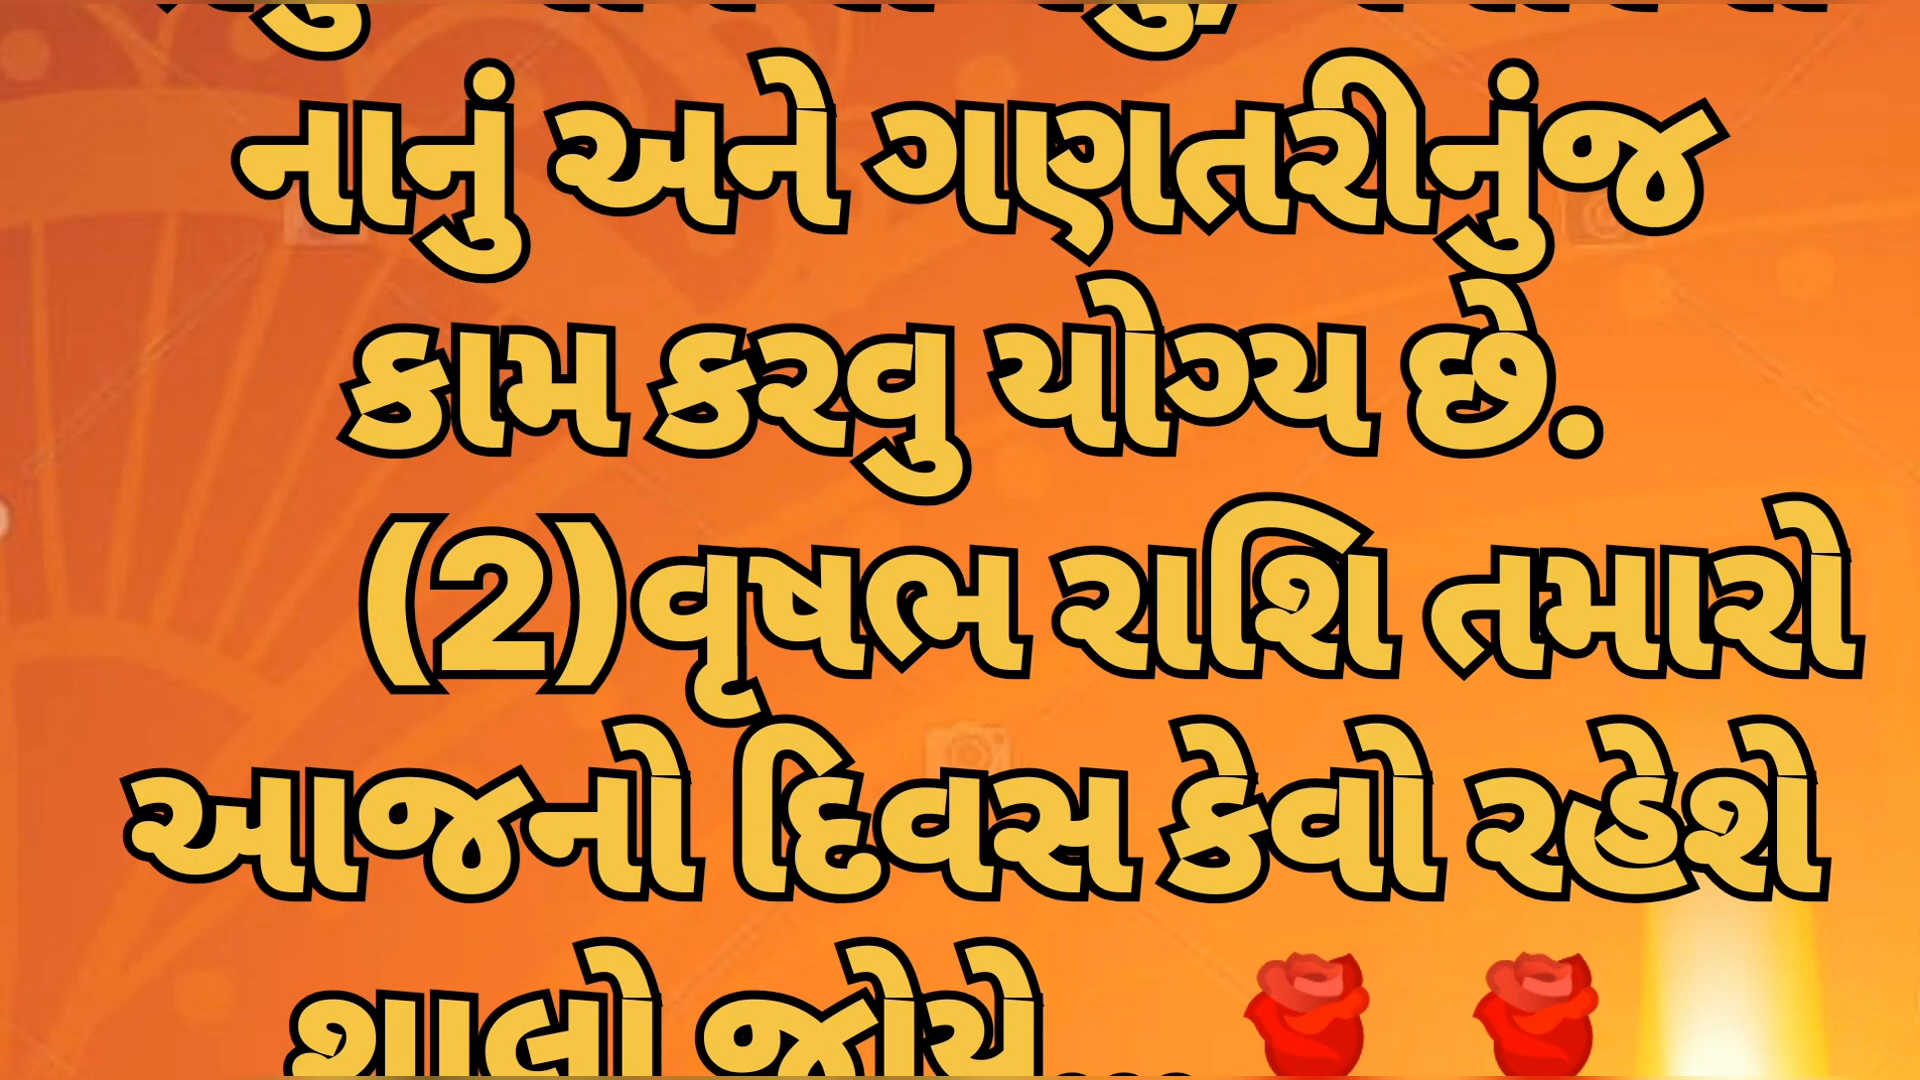 નાનું અને ગણતરીનુંજ
કામ કરવુ યોગ્ય છે.
(2)વૃષભ રાશિ તમારો
આજનો દિવસ કેવો રહેશે
શાલો જોયે....